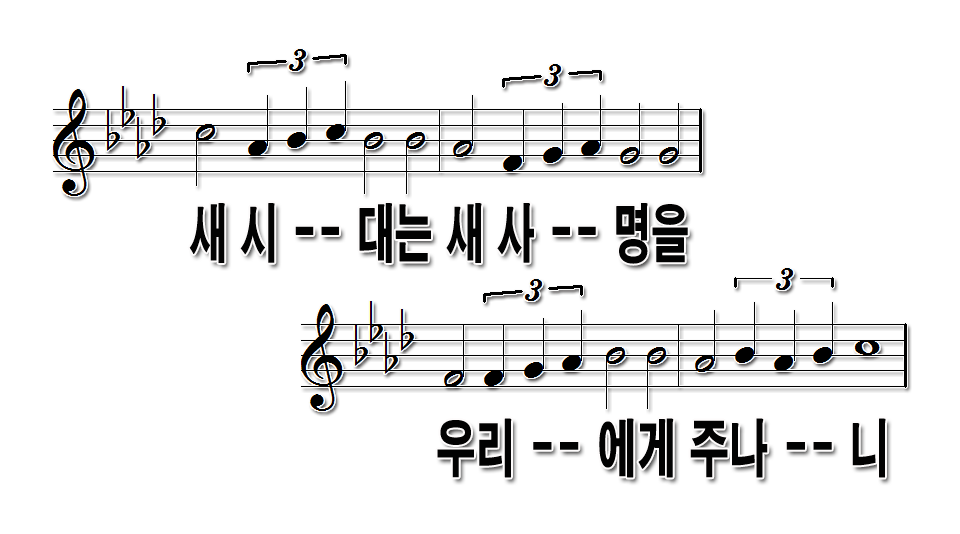 3 3
새 시 -- 대는 새 사 -- 명을
3 3
우리 -- 에게 주나 -- 니